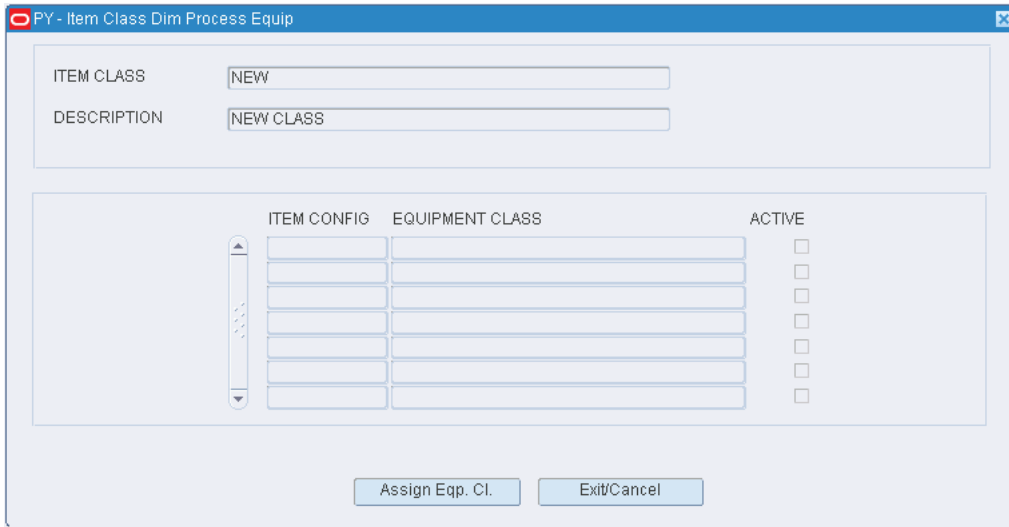 PY - Item Class Dim Process Equip
ITEM CLASS NEW
DESCRIPTION NEW CLASS
ITEM CONFIG EQUIPMENT CLASS ACTIVE
Assign Eqp. Cl. Exit/Cancel